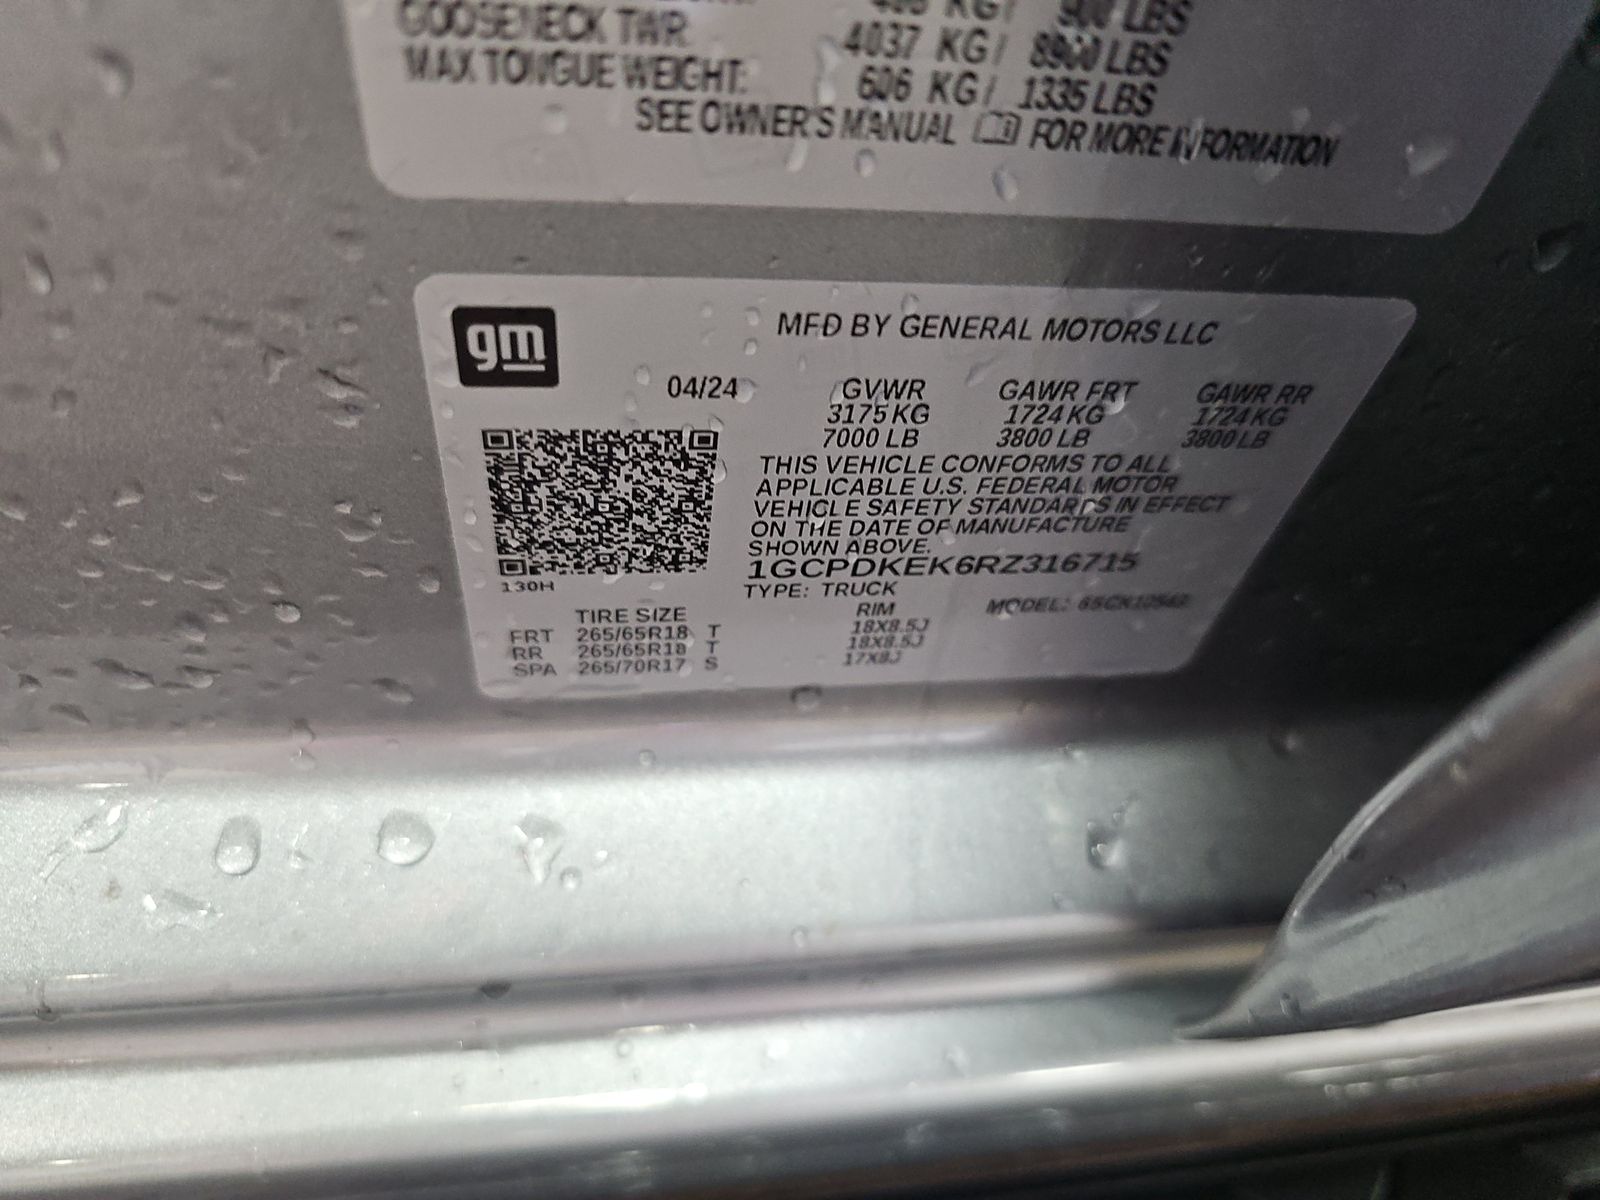 KG/ 900 LBS
GOOSENECK TWR 4037 KG/ 8900 LBS
MAX TONGUE WEIGHT: 606 KG/ 1335 LBS
SEE OWNER'S MANUAL FOR MORE INFORMATION
gm
MFD BY GENERAL MOTORS LLC
04/24 GVWR GAWR FRT GAWR RR
3175 KG 1724 KG 1724 KG
7000 LB 3800 LB 3800 LB
THIS VEHICLE CONFORMS TO ALL
APPLICABLE U.S. FEDERAL MOTOR
VEHICLE SAFETY STANDARDS IN EFFECT
ON THE DATE OF MANUFACTURE
SHOWN ABOVE.
1GCPDKEK6RZ316715
130H
TYPE: TRUCK
TIRE SIZE RIM MODEL:
FRT 265/65R18 T 18X8.5J
RR 265/65R18 T 18X8.5J
SPA 265/70R17 S 17X8J